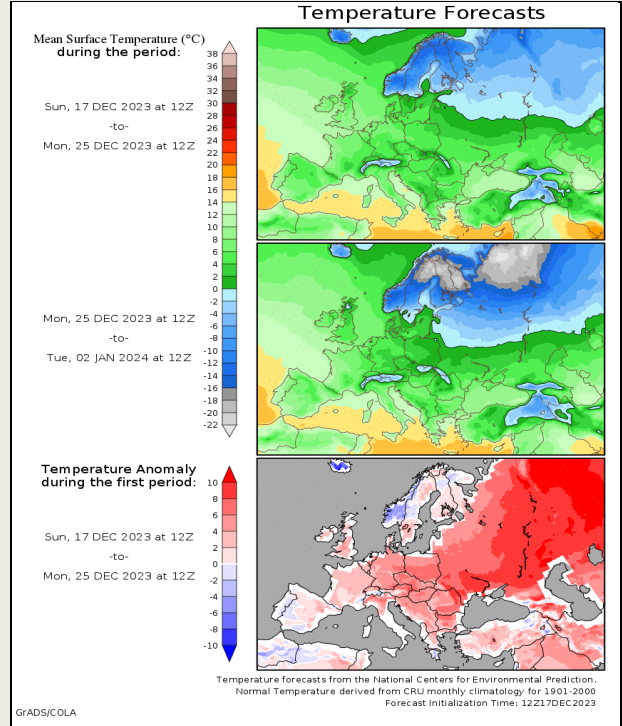 Temperature Forecasts
Mean Surface Temperature (°C)
during the period:
Sun, 17 DEC 2023 at 12Z
-to-
Mon, 25 DEC 2023 at 12Z
38
36
34
32
30
28
26
24
22
20
18
16
14
12
10
8
6
4
2
0
-2
-4
-6
-8
-10
-12
-14
-16
-18
-20
-22
Mon, 25 DEC 2023 at 12Z
-to-
Tue, 02 JAN 2024 at 12Z
Temperature Anomaly
during the first period:
Sun, 17 DEC 2023 at 12Z
-to-
Mon, 25 DEC 2023 at 12Z
10
8
6
4
2
0
-2
-4
-6
-8
-10
Temperature forecasts from the National Centers for Environmental Prediction.
Normal Temperature derived from CRU monthly climatology for 1901-2000
Forecast Initialization Time: 12Z17DEC2023
GrADS/COLA